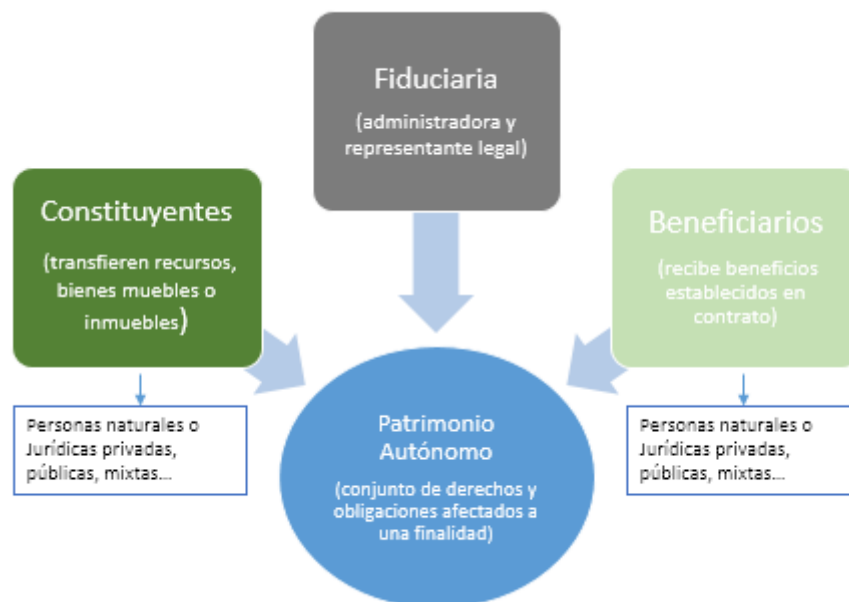 Fiduciaria
(administradora y
representante legal)
Constituyentes
(transfieren recursos,
bienes muebles o
inmuebles)
Beneficiarios
(recibe beneficios
establecidos en
contrato)
Personas naturales o
Jurídicas privadas,
públicas, mixtas...
Patrimonio
Autónomo
(conjunto de derechos y
obligaciones afectados a
una finalidad)
Personas naturales o
Jurídicas privadas,
públicas, mixtas...